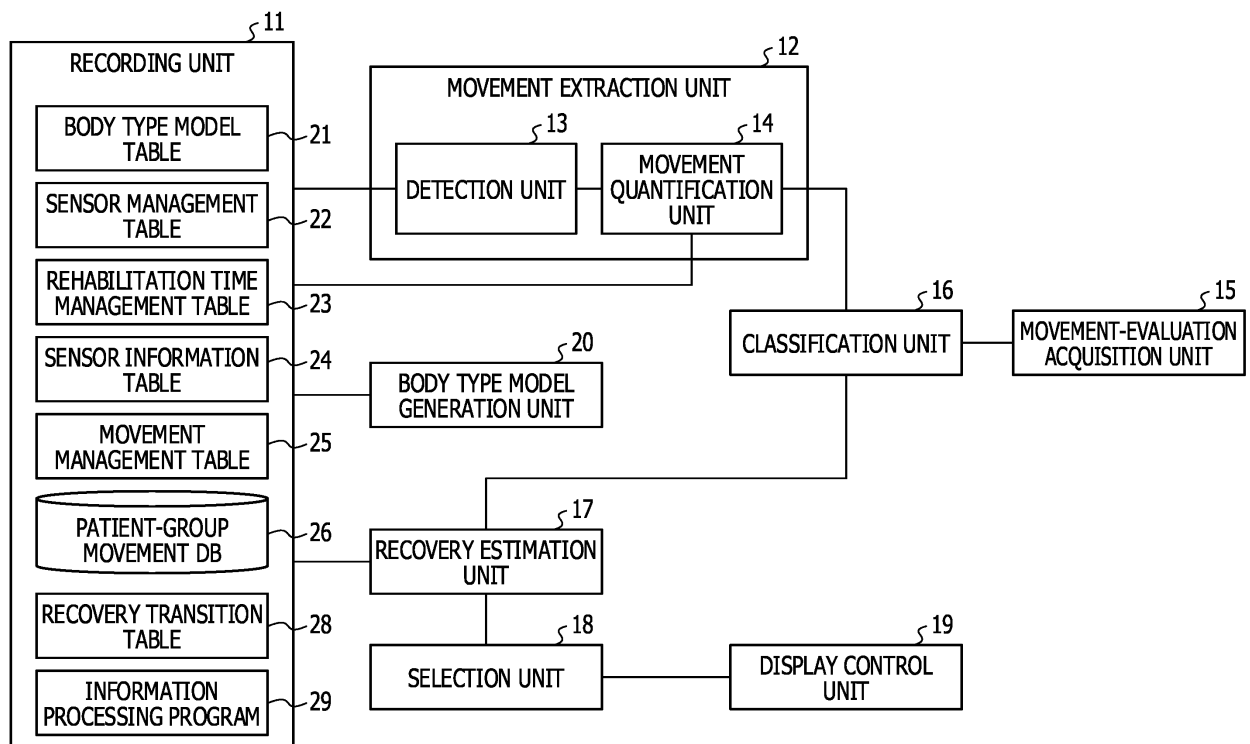 11
RECORDING UNIT
BODY TYPE MODEL
TABLE
21
SENSOR MANAGEMENT
TABLE
22
REHABILITATION TIME
MANAGEMENT TABLE
23
SENSOR INFORMATION
TABLE
24
MOVEMENT
MANAGEMENT TABLE
25
PATIENT-GROUP
MOVEMENT DB
26
RECOVERY TRANSITION
TABLE
28
INFORMATION
PROCESSING PROGRAM
29
12
MOVEMENT EXTRACTION UNIT
13
DETECTION UNIT
14
MOVEMENT
QUANTIFICATION
UNIT
20
BODY TYPE MODEL
GENERATION UNIT
16
CLASSIFICATION UNIT
15
MOVEMENT-EVALUATION
ACQUISITION UNIT
17
RECOVERY ESTIMATION
UNIT
18
SELECTION UNIT
19
DISPLAY CONTROL
UNIT